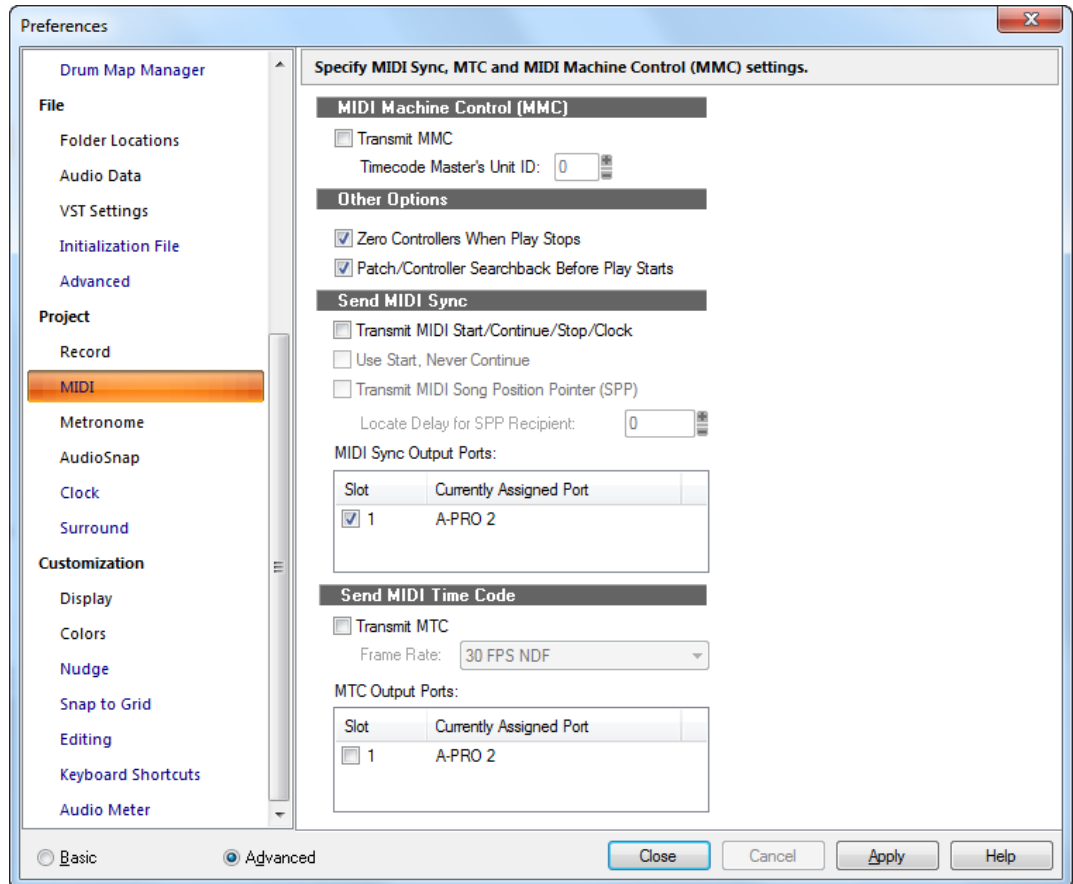 Preferences
Drum Map Manager
File
Folder Locations
Audio Data
VST Settings
Initialization File
Advanced
Project
Record
MIDI
Metronome
AudioSnap
Clock
Surround
Customization
Display
Colors
Nudge
Snap to Grid
Editing
Keyboard Shortcuts
Audio Meter
Specify MIDI Sync, MTC and MIDI Machine Control (MMC) settings.
MIDI Machine Control (MMC)
Transmit MMC
Timecode Master's Unit ID: 0
Other Options
Zero Controllers When Play Stops
Patch/Controller Searchback Before Play Starts
Send MIDI Sync
Transmit MIDI Start/Continue/Stop/Clock
Use Start, Never Continue
Transmit MIDI Song Position Pointer (SPP)
Locate Delay for SPP Recipient: 0
MIDI Sync Output Ports:
Slot Currently Assigned Port
1 A-PRO 2
Send MIDI Time Code
Transmit MTC
Frame Rate: 30 FPS NDF
MTC Output Ports:
Slot Currently Assigned Port
1 A-PRO 2
Basic Advanced Close Cancel Apply Help